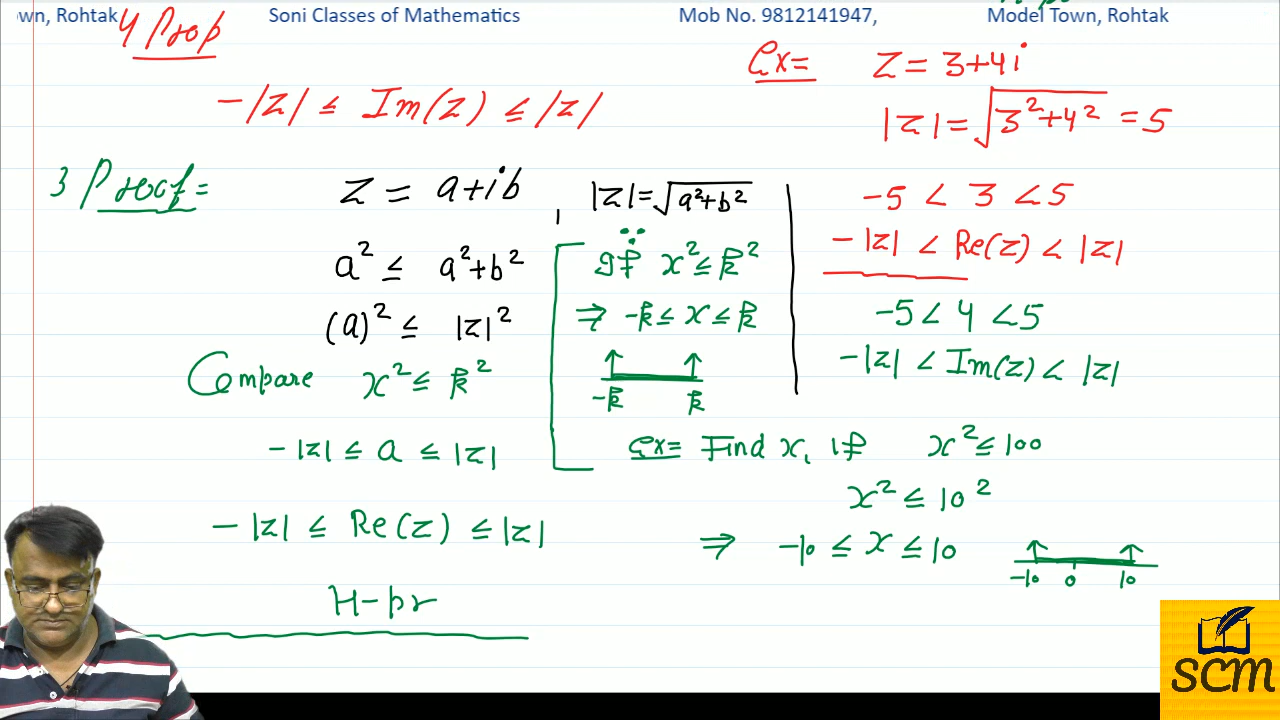 wn, Rohtak Soni Classes of Mathematics Mob No. 9812141947, Model Town, Rohtak
4 Prop
-|z| ≤ Im(z) ≤ |z|
Ex= z = 3+4i
|z| = √(3²+4²) = 5
3 Proof=
z = a+ib , |z| = √(a²+b²)
a² ≤ a²+b²
(a)² ≤ |z|²
Compare x² ≤ k²
-|z| ≤ a ≤ |z|
-|z| ≤ Re(z) ≤ |z|
H-pr
∵
If x² ≤ k²
⇒ -k ≤ x ≤ k
-k k
-5 < 3 < 5
-|z| < Re(z) < |z|
-5 < 4 < 5
-|z| < Im(z) < |z|
Ex= Find x, if x² ≤ 100
x² ≤ 10²
⇒ -10 ≤ x ≤ 10
-10 0 10
SCM